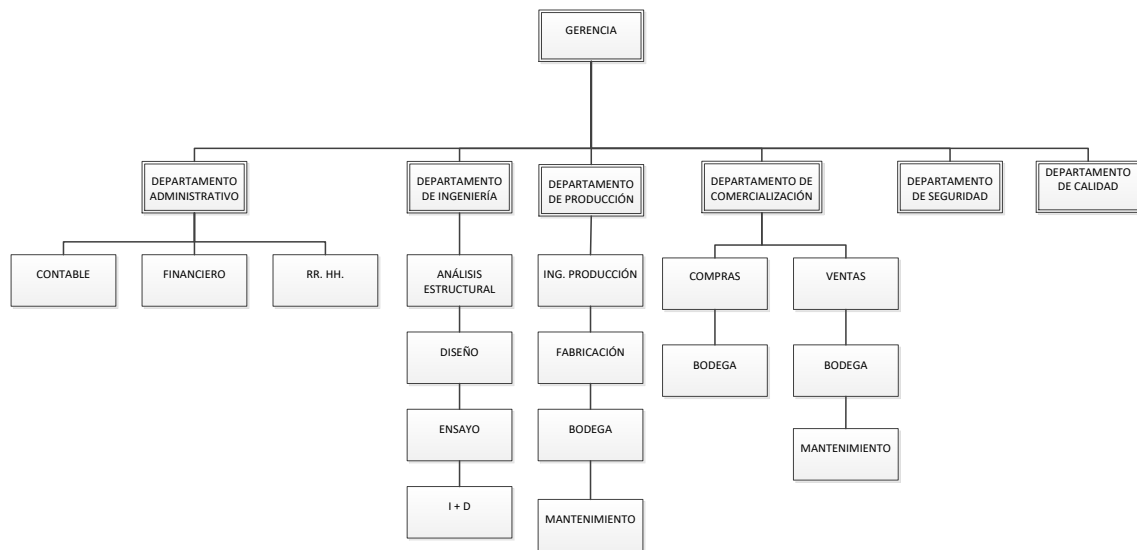 GERENCIA
DEPARTAMENTO
ADMINISTRATIVO
DEPARTAMENTO
DE INGENIERÍA
DEPARTAMENTO
DE PRODUCCIÓN
DEPARTAMENTO DE
COMERCIALIZACIÓN
DEPARTAMENTO
DE SEGURIDAD
DEPARTAMENTO
DE CALIDAD
CONTABLE
FINANCIERO
RR. HH.
ANÁLISIS
ESTRUCTURAL
ING. PRODUCCIÓN
COMPRAS
VENTAS
DISEÑO
FABRICACIÓN
BODEGA
BODEGA
ENSAYO
BODEGA
MANTENIMIENTO
I + D
MANTENIMIENTO